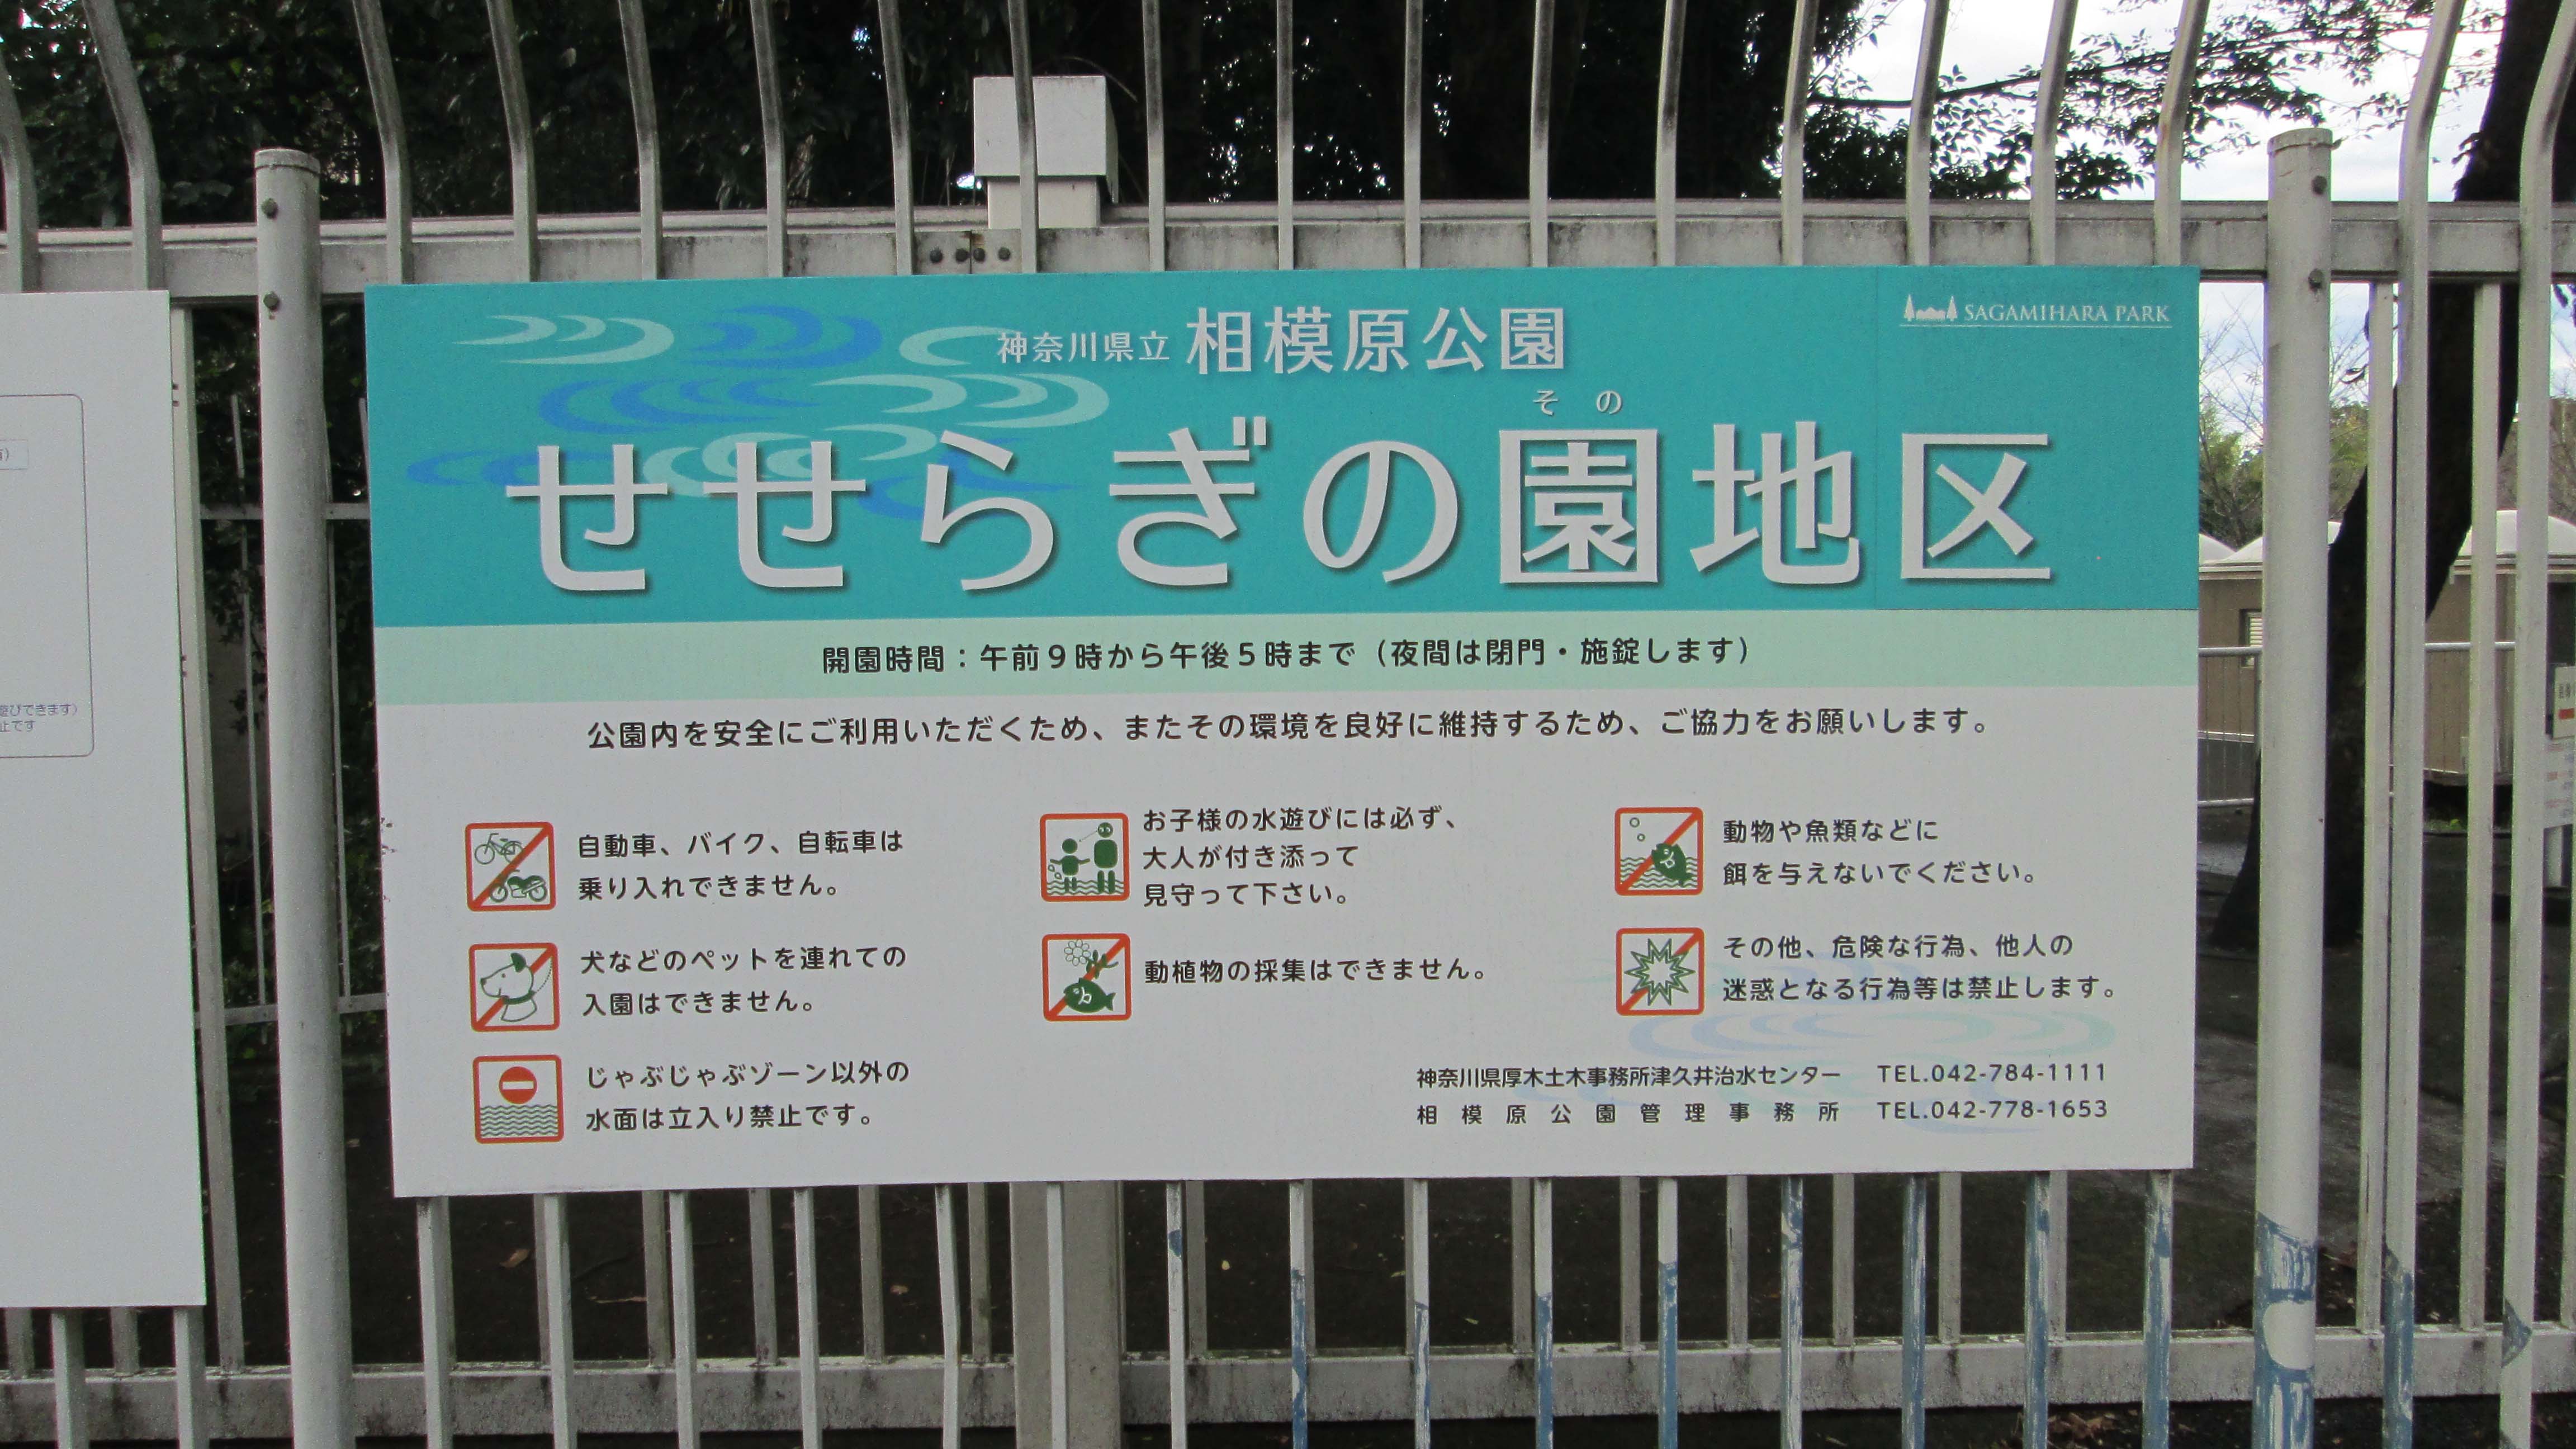 神奈川県立 相模原公園
SAGAMIHARA PARK
その
せせらぎの園地区
開園時間：午前9時から午後5時まで（夜間は閉門・施錠します）
公園内を安全にご利用いただくため、またその環境を良好に維持するため、ご協力をお願いします。
自動車、バイク、自転車は
乗り入れできません。
犬などのペットを連れての
入園はできません。
じゃぶじゃぶゾーン以外の
水面は立入り禁止です。
お子様の水遊びには必ず、
大人が付き添って
見守って下さい。
動植物の採集はできません。
動物や魚類などに
餌を与えないでください。
その他、危険な行為、他人の
迷惑となる行為等は禁止します。
神奈川県厚木土木事務所津久井治水センター TEL.042-784-1111
相模原公園管理事務所 TEL.042-778-1653
遊びできます）
止です